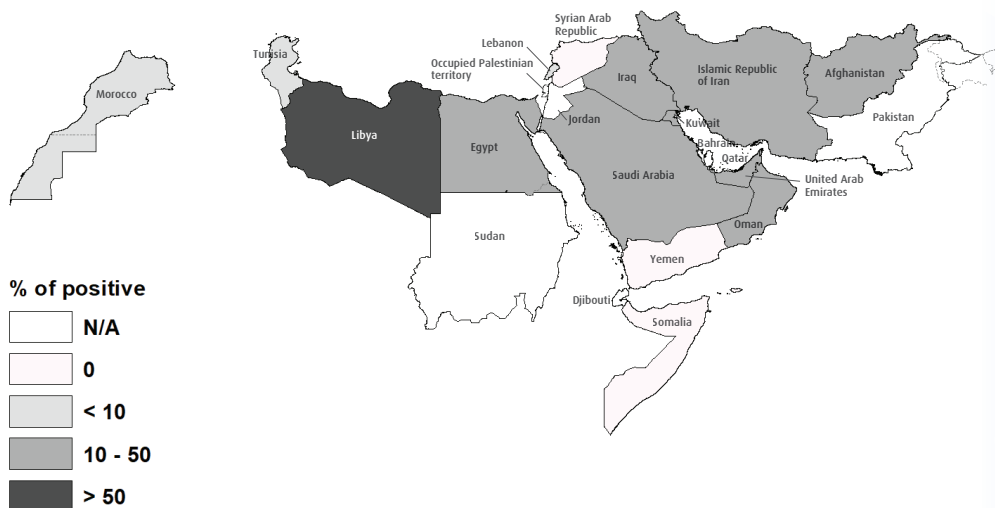 Syrian Arab
Republic
Lebanon
Occupied Palestinian
territory
Tunisia
Morocco
Libya
Egypt
Jordan
Iraq
Islamic Republic
of Iran
Afghanistan
Pakistan
Kuwait
Bahrain
Qatar
Saudi Arabia
United Arab
Emirates
Oman
Sudan
Yemen
Djibouti
Somalia
% of positive
N/A
0
< 10
10 - 50
> 50